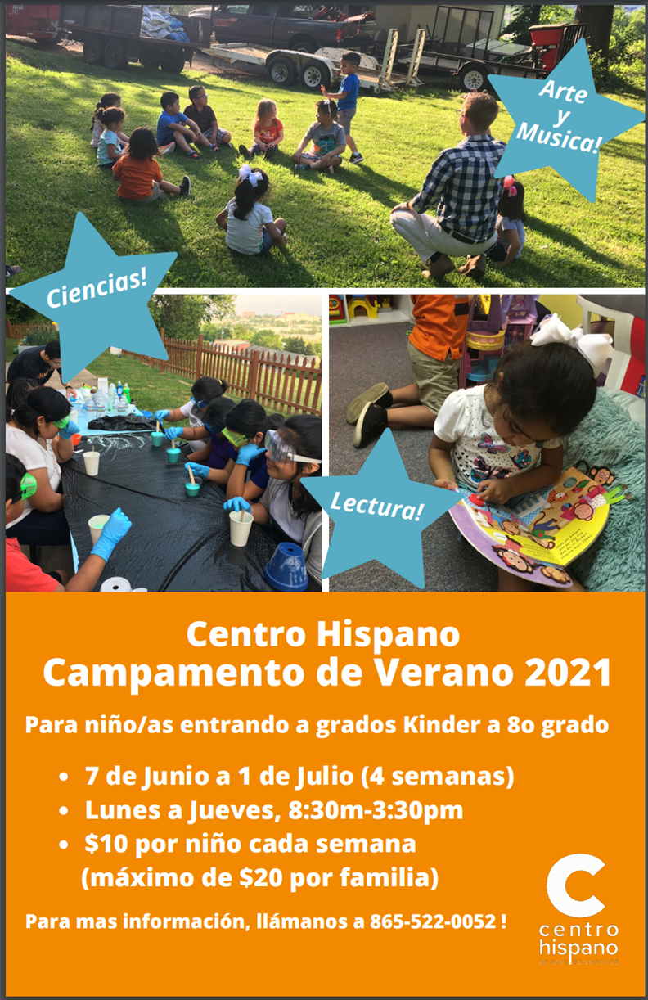 Arte
y
Musica!
Ciencias!
Lectura!
Centro Hispano
Campamento de Verano 2021
Para niño/as entrando a grados Kinder a 8o grado
• 7 de Junio a 1 de Julio (4 semanas)
• Lunes a Jueves, 8:30m-3:30pm
• $10 por niño cada semana
(máximo de $20 por familia)
Para mas información, llámanos a 865-522-0052 !
centro
hispano